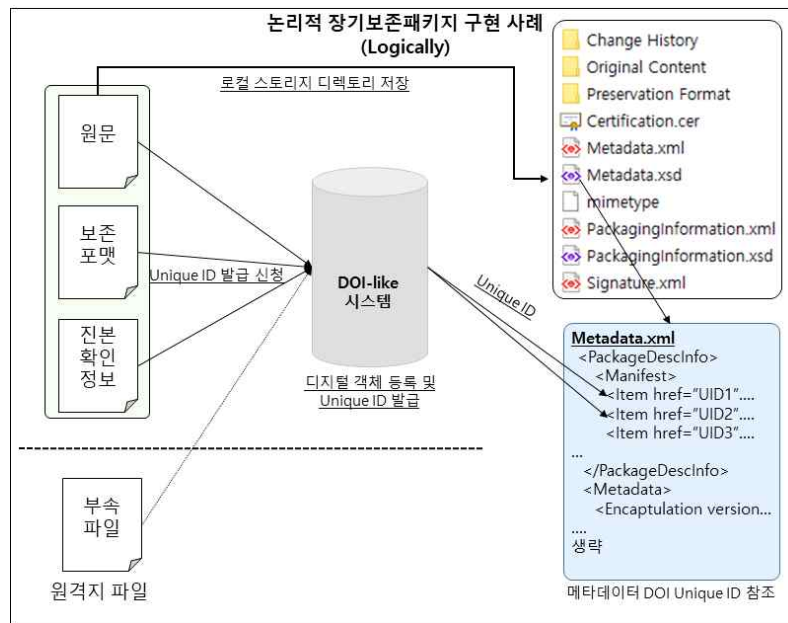 논리적 장기보존패키지 구현 사례
(Logically)
로컬 스토리지 디렉토리 저장
원문
보존
포맷
진본
확인
정보
Unique ID 발급 신청
DOI-like
시스템
디지털 객체 등록 및
Unique ID 발급
Unique ID
부속
파일
원격지 파일
Change History
Original Content
Preservation Format
Certification.cer
Metadata.xml
Metadata.xsd
mimetype
PackagingInformation.xml
PackagingInformation.xsd
Signature.xml
Metadata.xml
<PackageDescInfo>
<Manifest>
<Item href="UID1"....
<Item href="UID2"....
<Item href="UID3"....
...
</PackageDescInfo>
<Metadata>
<Encaptulation version...
....
생략
메타데이터 DOI Unique ID 참조